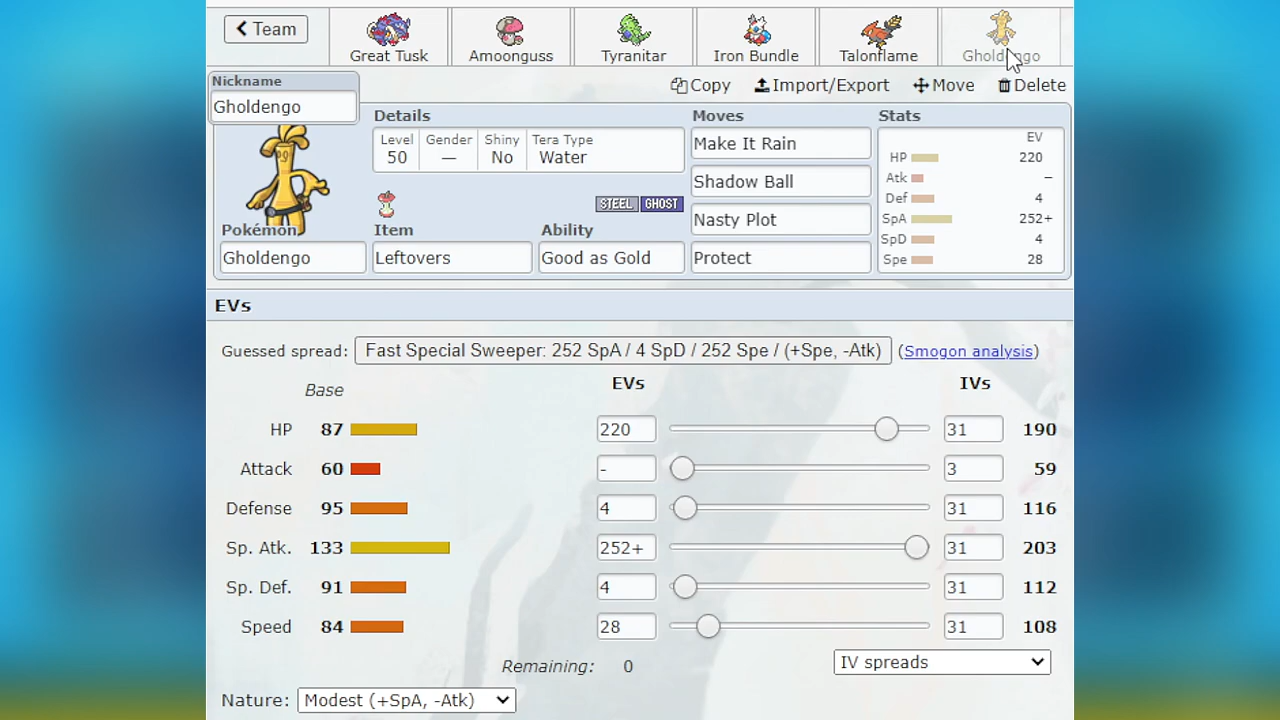 Team
Great Tusk
Amoonguss
Tyranitar
Iron Bundle
Talonflame
Gholdengo
Copy
Import/Export
Move
Delete
Nickname
Gholdengo
Details
Level
50
Gender
—
Shiny
No
Tera Type
Water
STEEL GHOST
Pokémon
Gholdengo
Item
Leftovers
Ability
Good as Gold
Moves
Make It Rain
Shadow Ball
Nasty Plot
Protect
Stats
EV
HP 220
Atk –
Def 4
SpA 252+
SpD 4
Spe 28
EVs
Guessed spread: Fast Special Sweeper: 252 SpA / 4 SpD / 252 Spe / (+Spe, -Atk) (Smogon analysis)
Base EVs IVs
HP 87 220 31 190
Attack 60 - 3 59
Defense 95 4 31 116
Sp. Atk. 133 252+ 31 203
Sp. Def. 91 4 31 112
Speed 84 28 31 108
Remaining: 0
IV spreads
Nature: Modest (+SpA, -Atk)